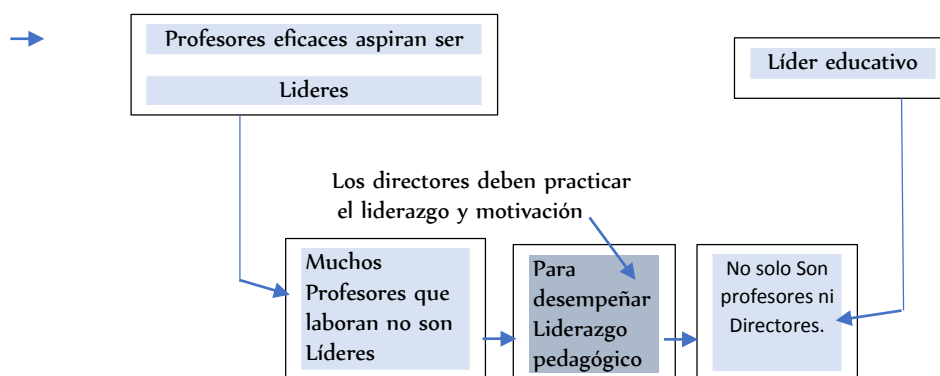 Profesores eficaces aspiran ser
Lideres
Líder educativo
Los directores deben practicar
el liderazgo y motivación
Muchos
Profesores que
laboran no son
Líderes
Para
desempeñar
Liderazgo
pedagógico
No solo Son
profesores ni
Directores.